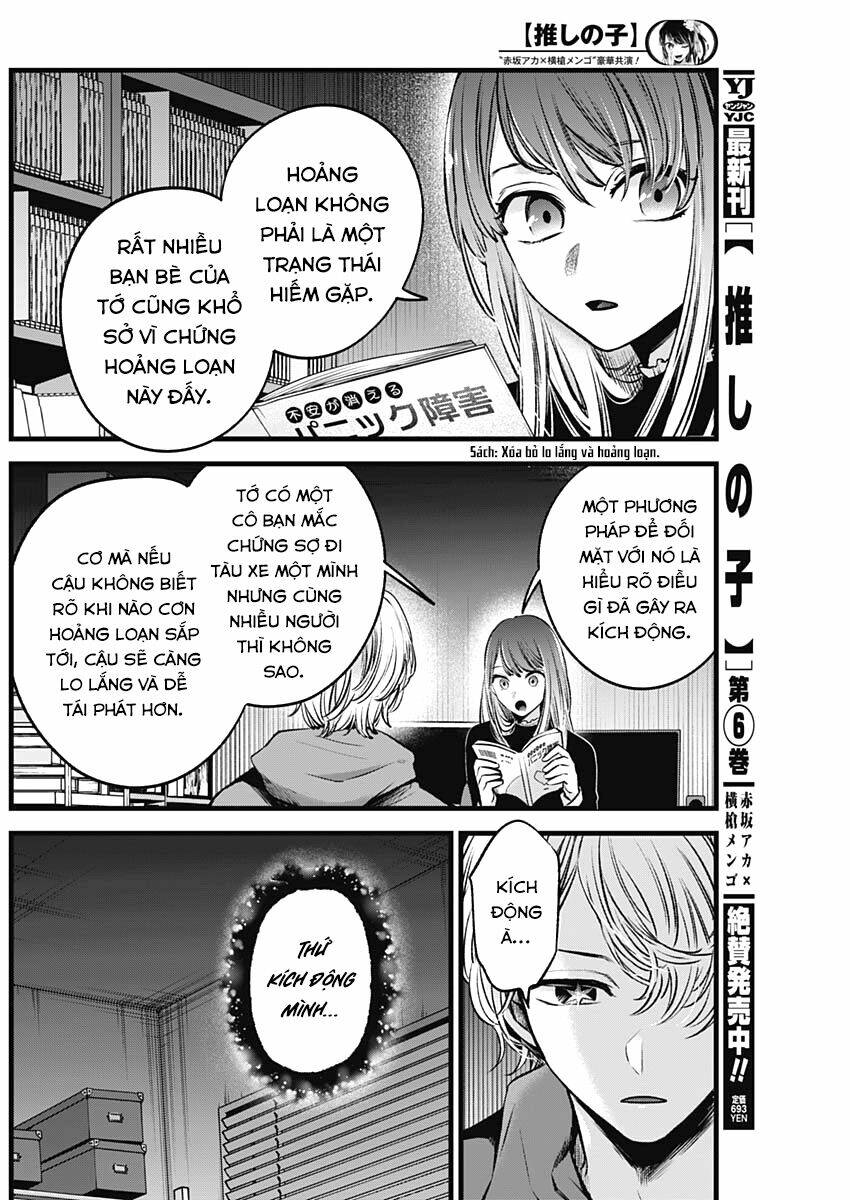 【推しの子】
“赤坂アカ×横槍メンゴ”豪華共演!
HOẢNG
LOẠN KHÔNG
PHẢI LÀ MỘT
TRẠNG THÁI
HIẾM GẶP.
RẤT NHIỀU
BẠN BÈ CỦA
TỚ CŨNG KHỔ
SỞ VÌ CHỨNG
HOẢNG LOẠN
NÀY ĐẤY.
不安が消える
パニック障害
Sách: Xóa bỏ lo lắng và hoảng loạn.
MỘT PHƯƠNG
PHÁP ĐỂ ĐỐI
MẶT VỚI NÓ LÀ
HIỂU RÕ ĐIỀU
GÌ ĐÃ GÂY RA
KÍCH ĐỘNG.
TỚ CÓ MỘT
CÔ BẠN MẮC
CHỨNG SỢ ĐI
TÀU XE MỘT MÌNH
NHƯNG CÙNG
NHIỀU NGƯỜI
THÌ KHÔNG
SAO.
CƠ MÀ NẾU
CẬU KHÔNG BIẾT
RÕ KHI NÀO CƠN
HOẢNG LOẠN SẮP
TỚI, CẬU SẼ CÀNG
LO LẮNG VÀ DỄ
TÁI PHÁT HƠN.
KÍCH
ĐỘNG
À...
THỨ
KÍCH ĐỘNG
MÌNH...
YJ
ヤンジャン
YJC
最新刊
【推しの子】
第⑥巻
赤坂アカ×
横槍メンゴ
絶賛発売中!!
定価
693
YEN